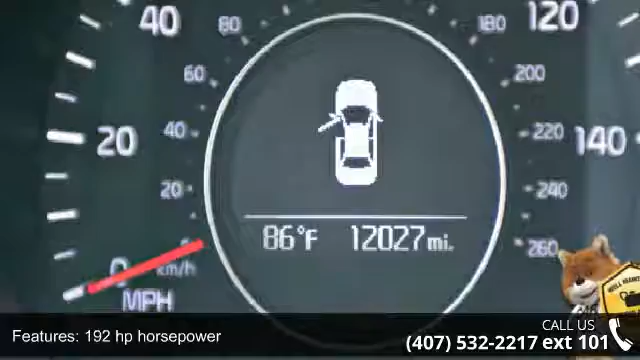 40
80
180
120
60
200
20
40
220
140
20
240
86°F 12027 mi.
260
0
km/h
MPH
CALL US
Features: 192 hp horsepower
(407) 532-2217 ext 101